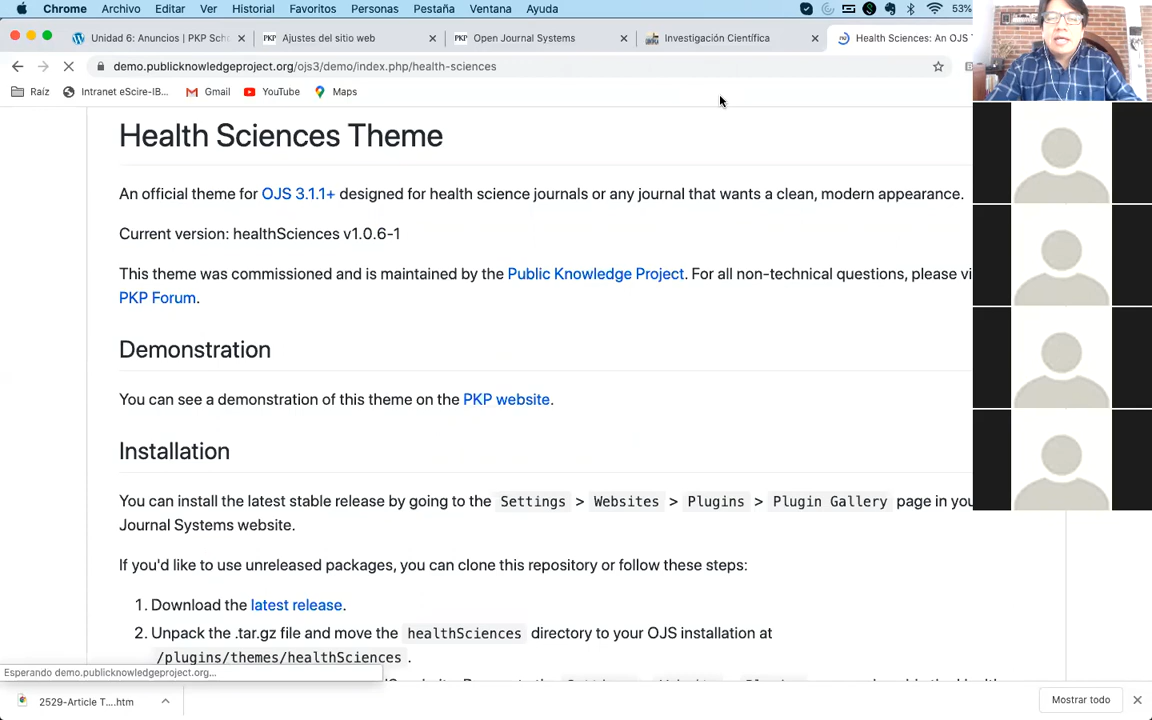 Chrome Archivo Editar Ver Historial Favoritos Personas Pestaña Ventana Ayuda 53%
Unidad 6: Anuncios | PKP Scho Ajustes del sitio web Open Journal Systems Investigación Científica Health Sciences: An OJS T
demo.publicknowledgeproject.org/ojs3/demo/index.php/health-sciences
Raíz Intranet eScire-IB... Gmail YouTube Maps
Health Sciences Theme
An official theme for OJS 3.1.1+ designed for health science journals or any journal that wants a clean, modern appearance.
Current version: healthSciences v1.0.6-1
This theme was commissioned and is maintained by the Public Knowledge Project. For all non-technical questions, please vi
PKP Forum.
Demonstration
You can see a demonstration of this theme on the PKP website.
Installation
You can install the latest stable release by going to the Settings > Websites > Plugins > Plugin Gallery page in you
Journal Systems website.
If you'd like to use unreleased packages, you can clone this repository or follow these steps:
1. Download the latest release.
2. Unpack the .tar.gz file and move the healthSciences directory to your OJS installation at
/plugins/themes/healthSciences .
Esperando demo.publicknowledgeproject.org...
2529-Article T....htm Mostrar todo